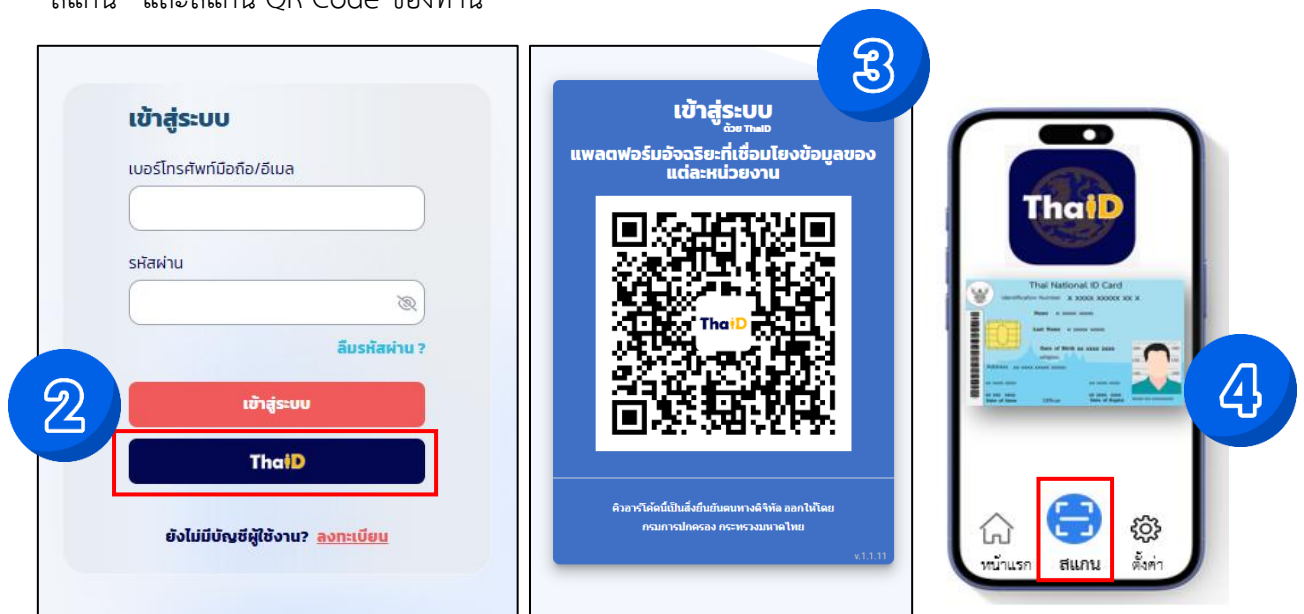 สแกน" และสแกน QR Code ของท่าน
2
เข้าสู่ระบบ
เบอร์โทรศัพท์มือถือ/อีเมล
รหัสผ่าน
ลืมรหัสผ่าน ?
เข้าสู่ระบบ
ThaiD
ยังไม่มีบัญชีผู้ใช้งาน? ลงทะเบียน
3
เข้าสู่ระบบ
ด้วย ThaiD
แพลตฟอร์มอัจฉริยะที่เชื่อมโยงข้อมูลของ
แต่ละหน่วยงาน
ThaiD
คิวอาร์โค้ดนี้เป็นสิ่งยืนยันตนทางดิจิทัล ออกให้โดย
กรมการปกครอง กระทรวงมหาดไทย
v.1.1.11
4
ThaiD
Thai National ID Card
Identification Number X XXXX XXXXX XX X
Name
Last Name
Date of Birth
หน้าแรก
สแกน
ตั้งค่า